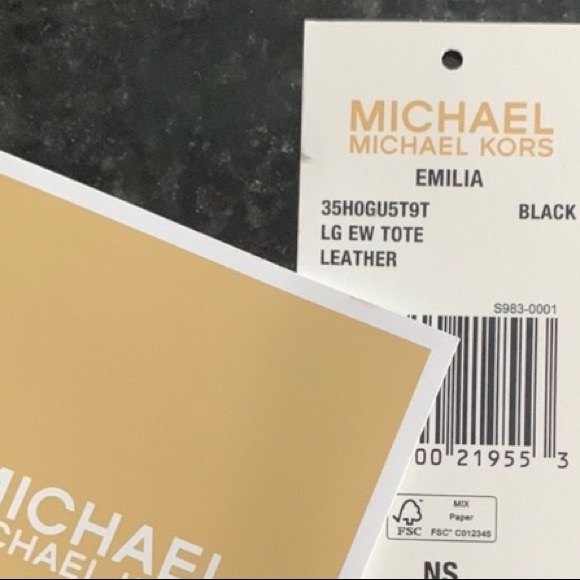 MICHAEL
MICHAEL KORS
EMILIA
35H0GU5T9T BLACK
LG EW TOTE
LEATHER
S983-0001
00 21955 3
MIX
Paper
FSC FSC™ C012345
NS
MICHAEL